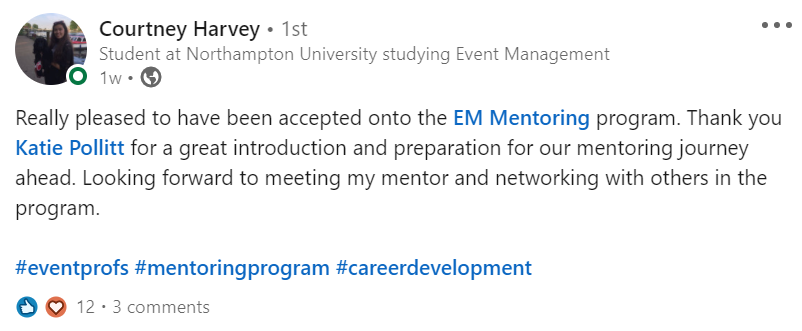 Courtney Harvey • 1st
Student at Northampton University studying Event Management
1w •
Really pleased to have been accepted onto the EM Mentoring program. Thank you
Katie Pollitt for a great introduction and preparation for our mentoring journey
ahead. Looking forward to meeting my mentor and networking with others in the
program.
#eventprofs #mentoringprogram #careerdevelopment
12 • 3 comments